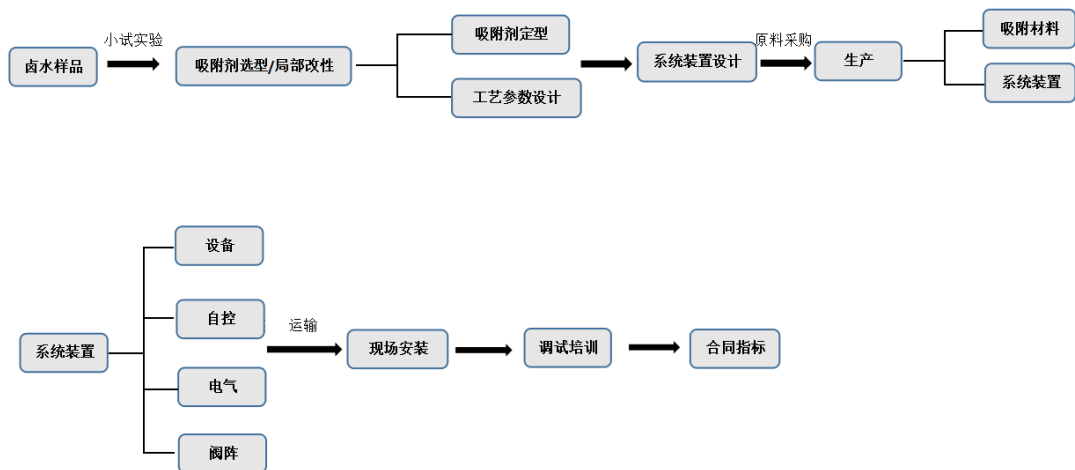 卤水样品
小试实验
吸附剂选型/局部改性
吸附剂定型
工艺参数设计
系统装置设计
原料采购
生产
吸附材料
系统装置
系统装置
设备
自控
电气
阀阵
运输
现场安装
调试培训
合同指标